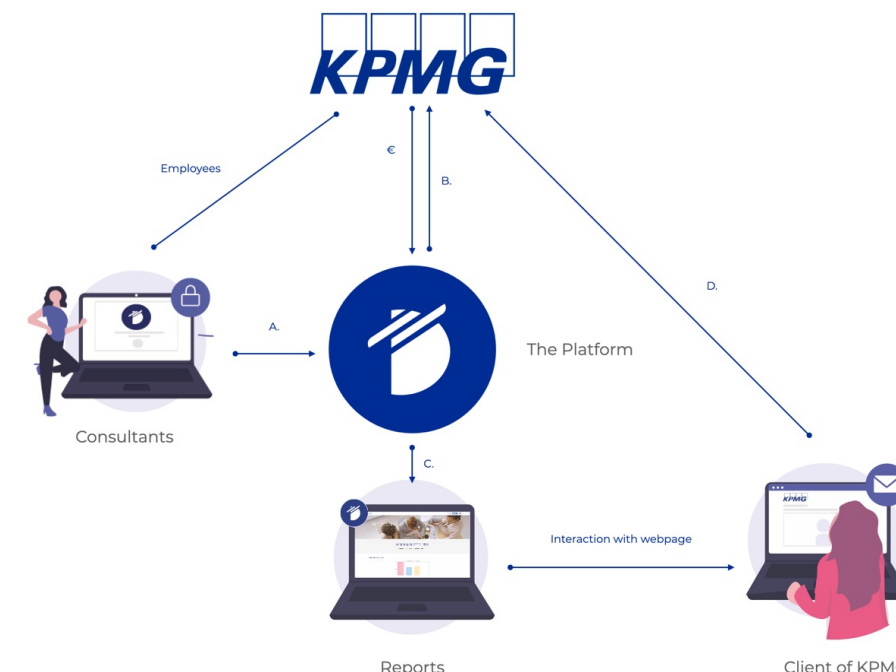 KPMG
Employees
€
B.
D.
A.
The Platform
Consultants
C.
KPMG
Interaction with webpage
Reports
Client of KPM